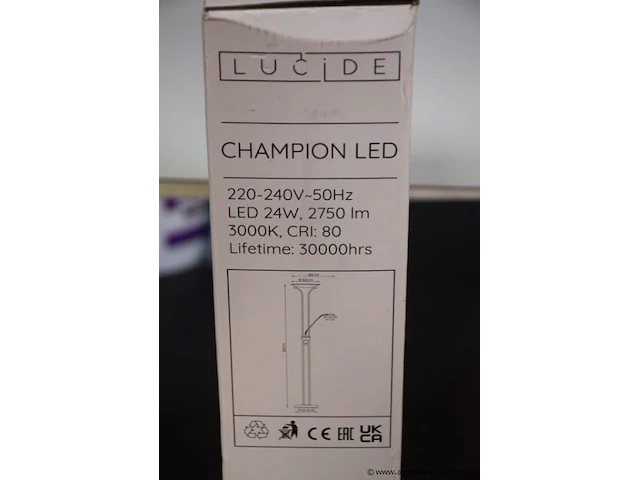 LUCiDE
CHAMPION LED
220-240V~50Hz
LED 24W, 2750 lm
3000K, CRI: 80
Lifetime: 30000hrs
CE EAC UK
CA